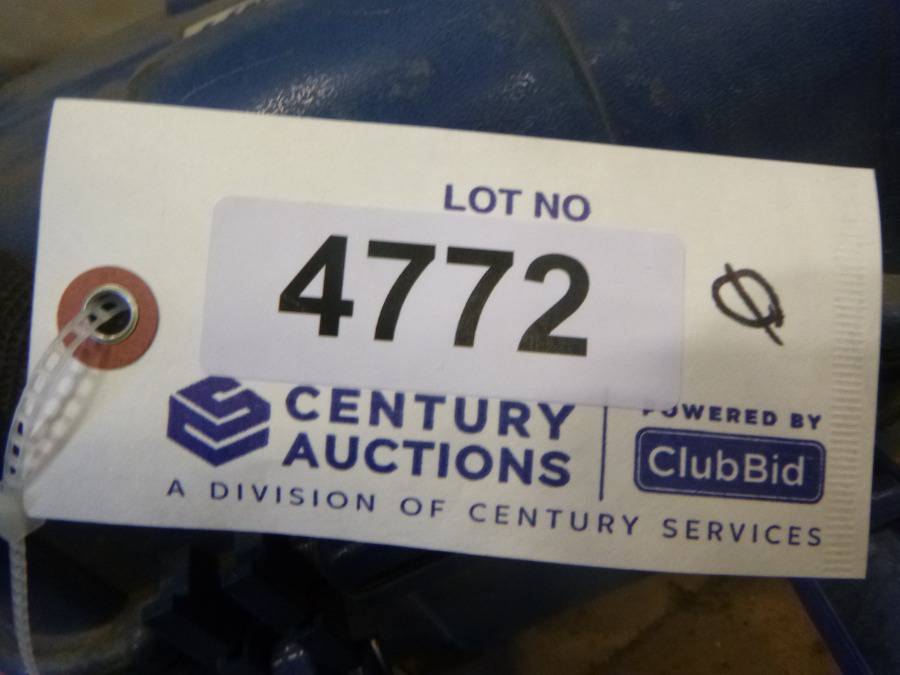 LOT NO
4772
Ø
CENTURY
AUCTIONS
POWERED BY
ClubBid
A DIVISION OF CENTURY SERVICES